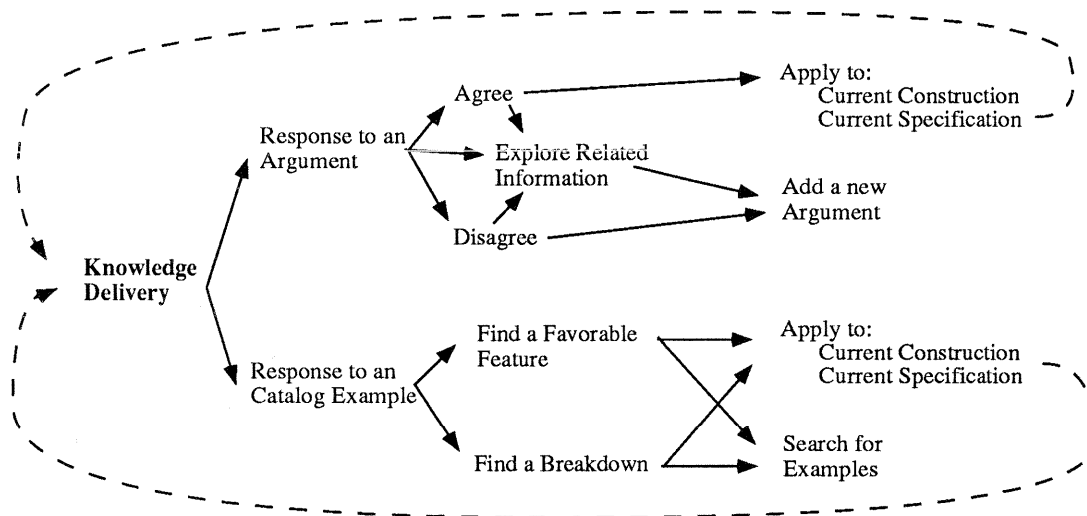 Agree
Apply to:
Current Construction
Current Specification
Response to an
Argument
Explore Related
Information
Add a new
Argument
Disagree
Knowledge
Delivery
Find a Favorable
Feature
Apply to:
Current Construction
Current Specification
Response to an
Catalog Example
Find a Breakdown
Search for
Examples